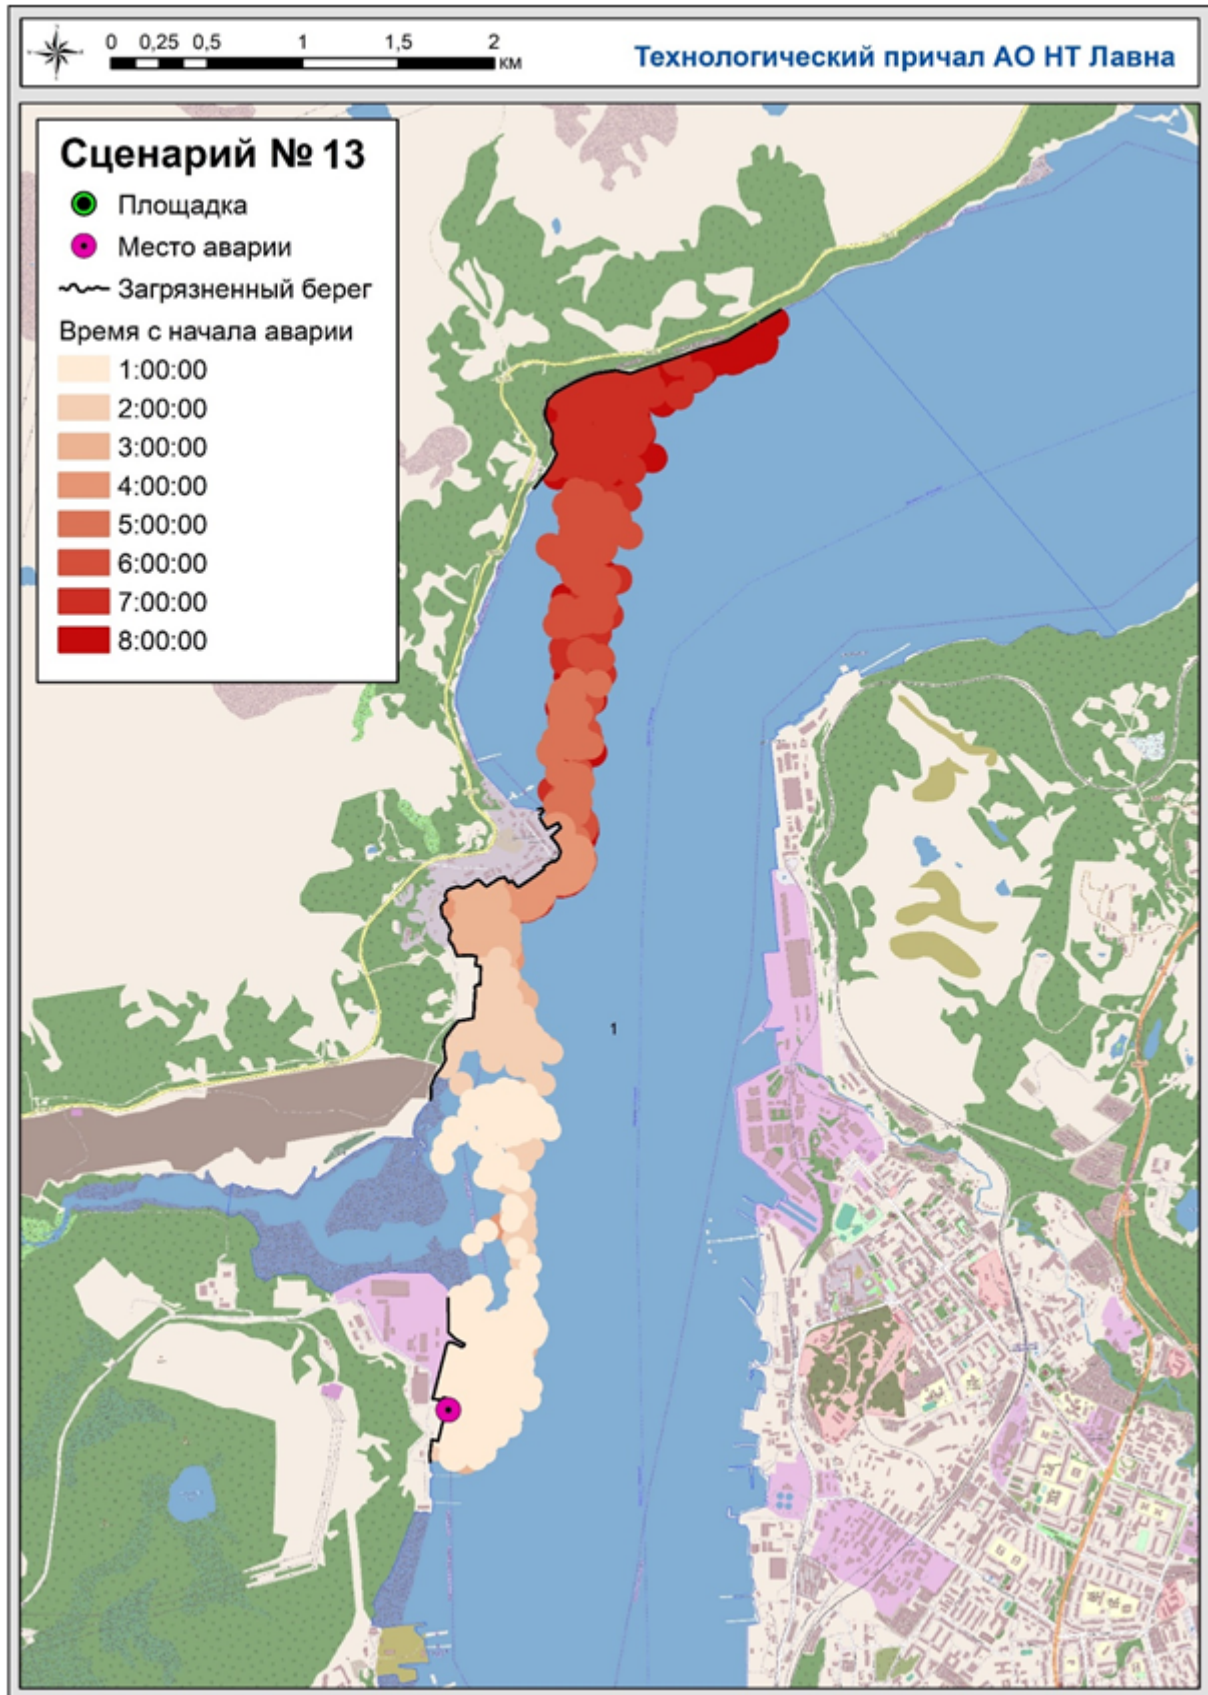 0 0,25 0,5 1 1,5 2
КМ
Технологический причал АО НТ Лавна
Сценарий № 13
Площадка
Место аварии
Загрязненный берег
Время с начала аварии
1:00:00
2:00:00
3:00:00
4:00:00
5:00:00
6:00:00
7:00:00
8:00:00
1